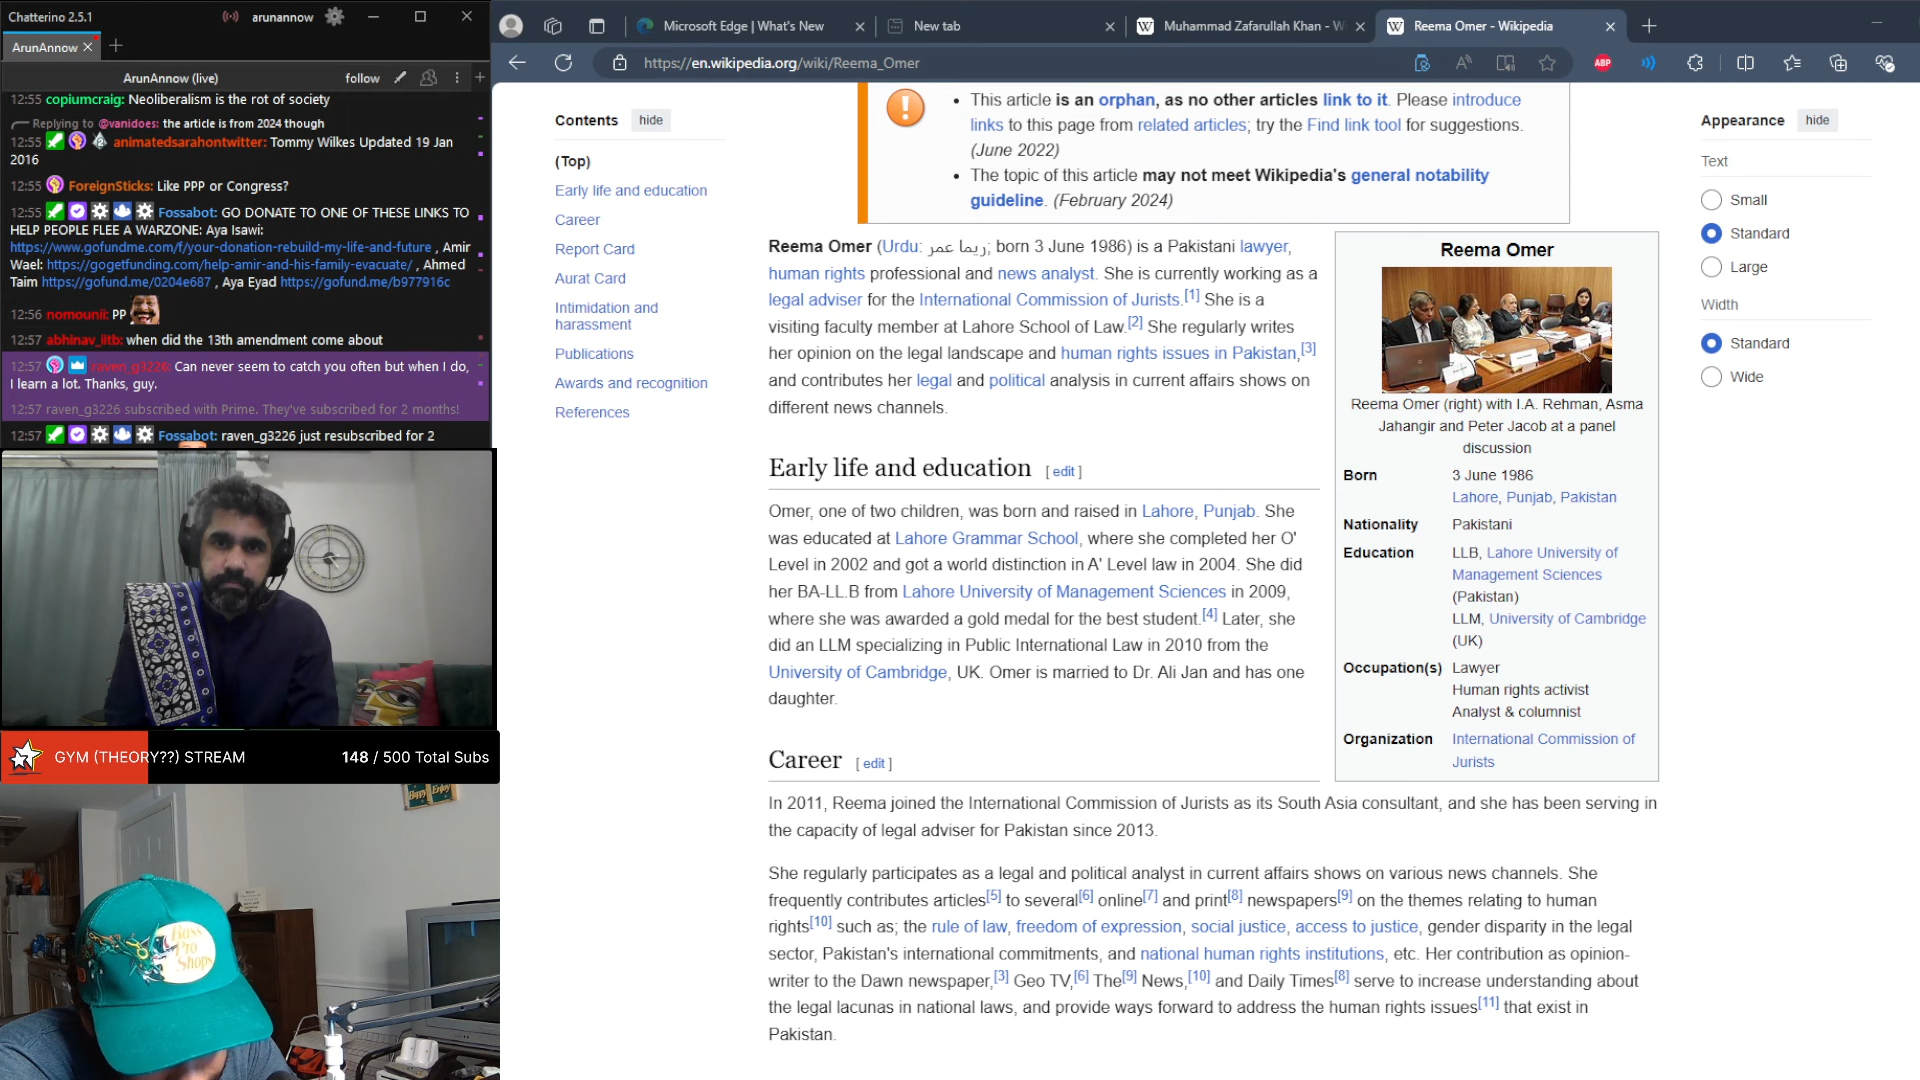 Chatterino 2.5.1
arunannow
ArunAnnow
ArunAnnow (live)
follow
12:55 copiumcraig: Neoliberalism is the rot of society
Replying to @vanidoes: the article is from 2024 though
12:55 animatedsarahontwitter: Tommy Wilkes Updated 19 Jan
2016
12:55 ForeignSticks: Like PPP or Congress?
12:55 Fossabot: GO DONATE TO ONE OF THESE LINKS TO
HELP PEOPLE FLEE A WARZONE: Aya Isawi:
https://www.gofundme.com/f/your-donation-rebuild-my-life-and-future , Amir
Wael: https://gogetfunding.com/help-amir-and-his-family-evacuate/ , Ahmed
Taim https://gofund.me/0204e687 , Aya Eyad https://gofund.me/b977916c
12:56 nomounii: PP
12:57 abhinav_iitb: when did the 13th amendment come about
12:57 raven_g3226: Can never seem to catch you often but when I do,
I learn a lot. Thanks, guy.
12:57 raven_g3226 subscribed with Prime. They've subscribed for 2 months!
12:57 Fossabot: raven_g3226 just resubscribed for 2
GYM (THEORY??) STREAM
148 / 500 Total Subs
Bass
Pro
Shops
Microsoft Edge | What's New
New tab
Muhammad Zafarullah Khan - W
Reema Omer - Wikipedia
https://en.wikipedia.org/wiki/Reema_Omer
ABP
Contents hide
(Top)
Early life and education
Career
Report Card
Aurat Card
Intimidation and
harassment
Publications
Awards and recognition
References
This article is an orphan, as no other articles link to it. Please introduce
links to this page from related articles; try the Find link tool for suggestions.
(June 2022)
The topic of this article may not meet Wikipedia's general notability
guideline. (February 2024)
Reema Omer (Urdu: ریما عمر; born 3 June 1986) is a Pakistani lawyer,
human rights professional and news analyst. She is currently working as a
legal adviser for the International Commission of Jurists.[1] She is a
visiting faculty member at Lahore School of Law.[2] She regularly writes
her opinion on the legal landscape and human rights issues in Pakistan,[3]
and contributes her legal and political analysis in current affairs shows on
different news channels.
Early life and education [ edit ]
Omer, one of two children, was born and raised in Lahore, Punjab. She
was educated at Lahore Grammar School, where she completed her O'
Level in 2002 and got a world distinction in A' Level law in 2004. She did
her BA-LL.B from Lahore University of Management Sciences in 2009,
where she was awarded a gold medal for the best student.[4] Later, she
did an LLM specializing in Public International Law in 2010 from the
University of Cambridge, UK. Omer is married to Dr. Ali Jan and has one
daughter.
Reema Omer
Reema Omer (right) with I.A. Rehman, Asma
Jahangir and Peter Jacob at a panel
discussion
Born 3 June 1986
Lahore, Punjab, Pakistan
Nationality Pakistani
Education LLB, Lahore University of
Management Sciences
(Pakistan)
LLM, University of Cambridge
(UK)
Occupation(s) Lawyer
Human rights activist
Analyst & columnist
Organization International Commission of
Jurists
Career [ edit ]
In 2011, Reema joined the International Commission of Jurists as its South Asia consultant, and she has been serving in
the capacity of legal adviser for Pakistan since 2013.
She regularly participates as a legal and political analyst in current affairs shows on various news channels. She
frequently contributes articles[5] to several[6] online[7] and print[8] newspapers[9] on the themes relating to human
rights[10] such as; the rule of law, freedom of expression, social justice, access to justice, gender disparity in the legal
sector, Pakistan's international commitments, and national human rights institutions, etc. Her contribution as opinion-
writer to the Dawn newspaper,[3] Geo TV,[6] The[9] News,[10] and Daily Times[8] serve to increase understanding about
the legal lacunas in national laws, and provide ways forward to address the human rights issues[11] that exist in
Pakistan.
Appearance hide
Text
Small
Standard
Large
Width
Standard
Wide